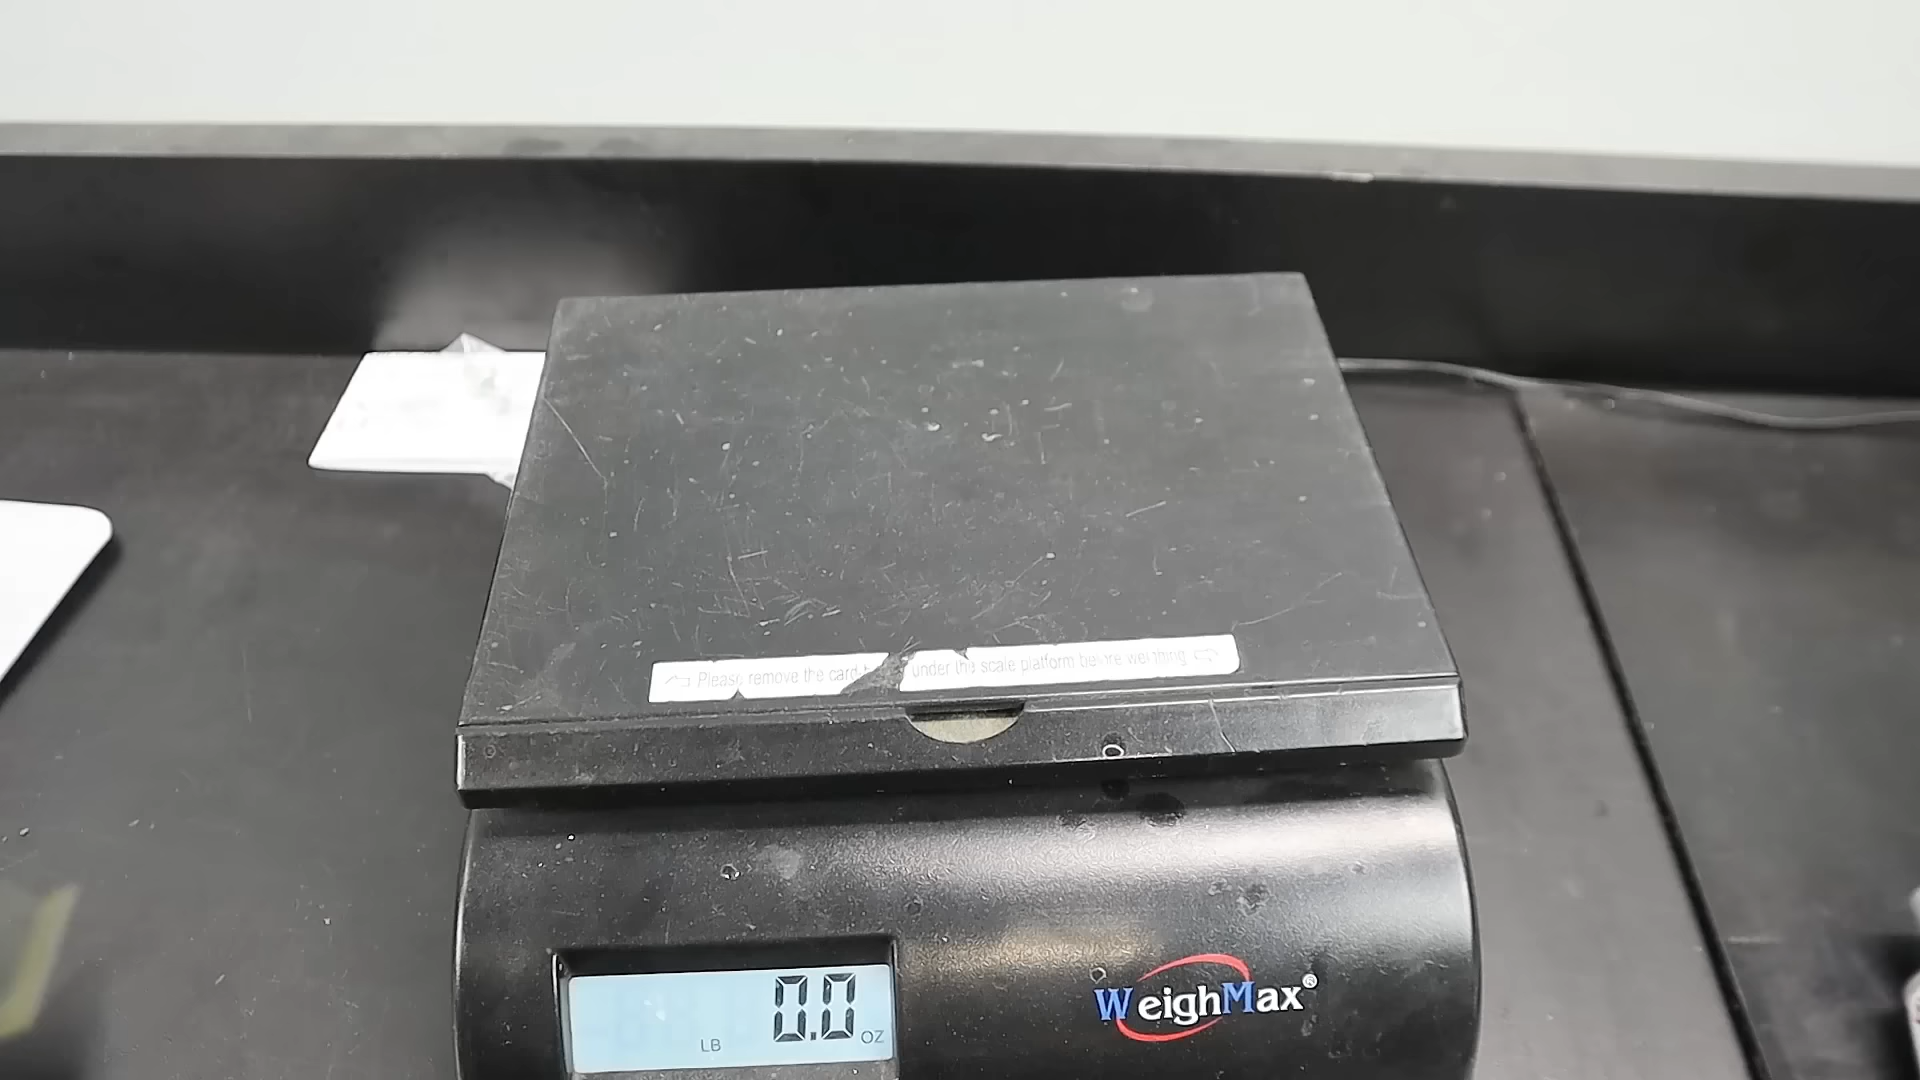 Please remove the card under the scale platform before weighing
0.0
LB OZ
WeighMax®